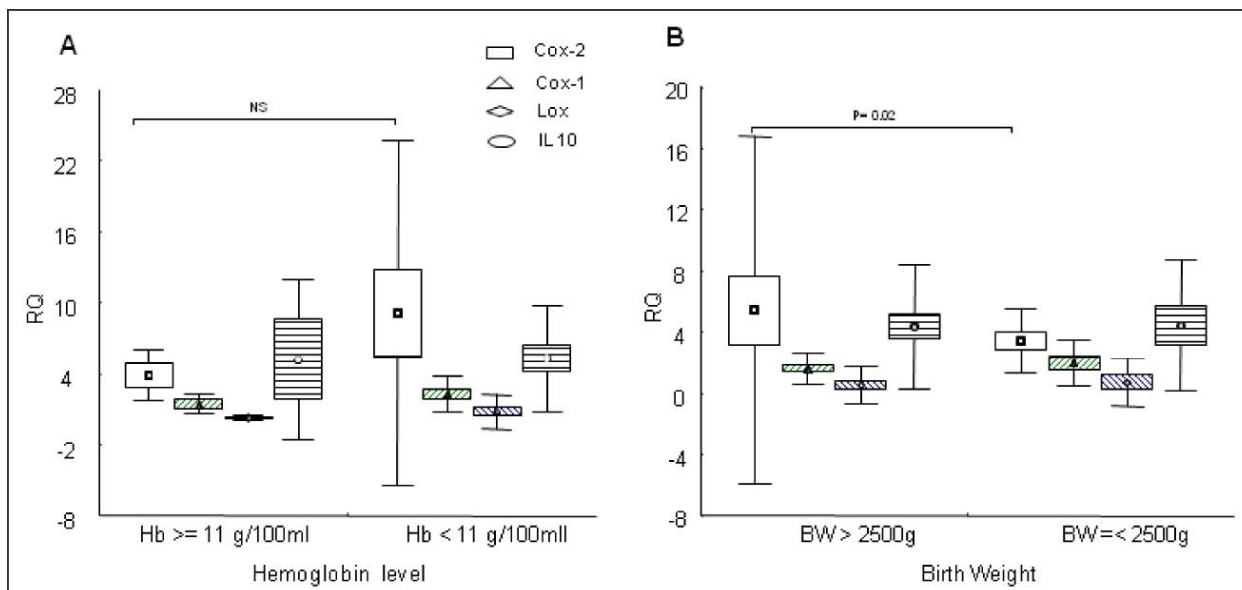 A
Cox-2
Cox-1
Lox
IL10
28
22
16
10
4
-2
-8
RQ
NS
Hb >= 11 g/100ml
Hb < 11 g/100mll
Hemoglobin level
B
20
16
12
8
4
0
-4
-8
RQ
P= 0.02
BW > 2500g
BW =< 2500g
Birth Weight